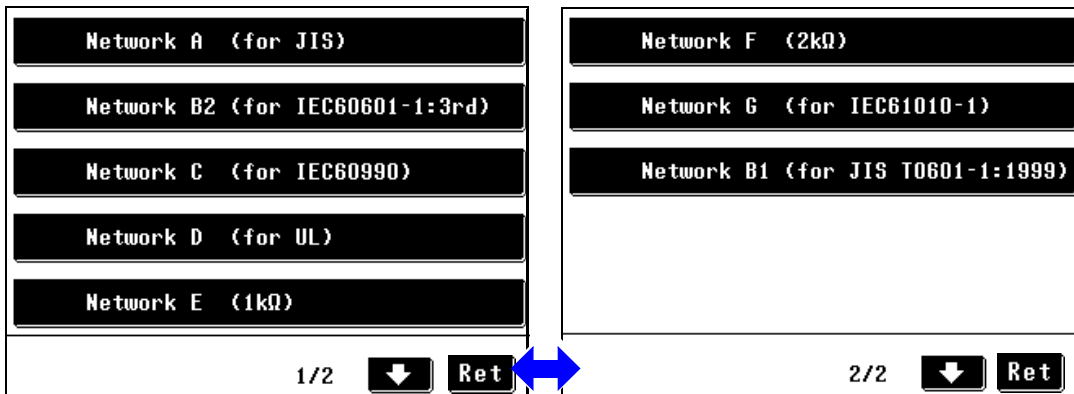 Network A (for JIS)
Network B2 (for IEC60601-1:3rd)
Network C (for IEC60990)
Network D (for UL)
Network E (1kΩ)
1/2 Ret
Network F (2kΩ)
Network G (for IEC61010-1)
Network B1 (for JIS T0601-1:1999)
2/2 Ret